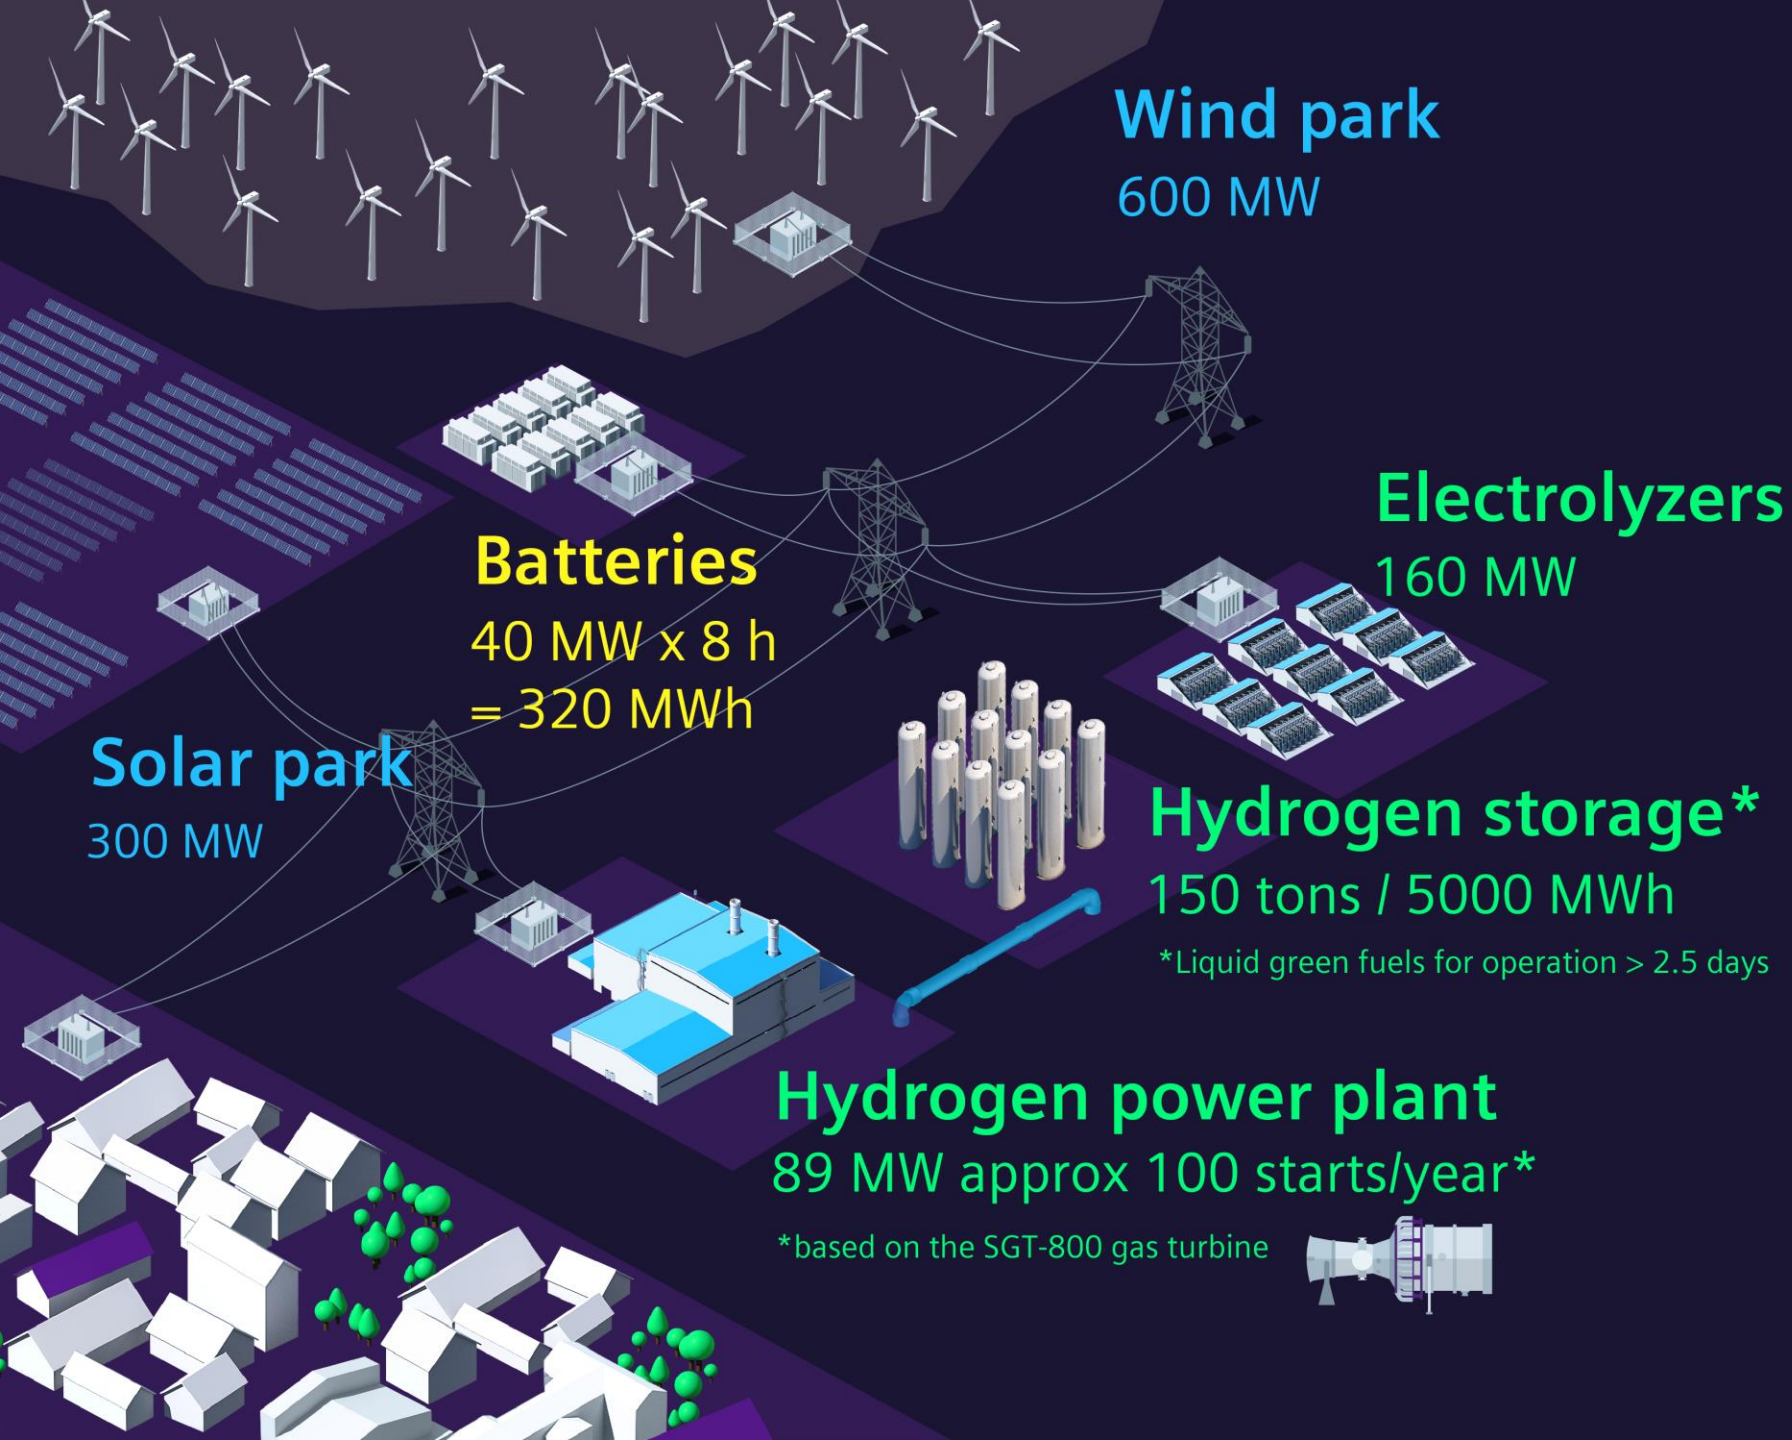 Wind park
600 MW
Electrolyzers
160 MW
Batteries
40 MW x 8 h
= 320 MWh
Solar park
300 MW
Hydrogen storage*
150 tons / 5000 MWh
*Liquid green fuels for operation > 2.5 days
Hydrogen power plant
89 MW approx 100 starts/year*
*based on the SGT-800 gas turbine